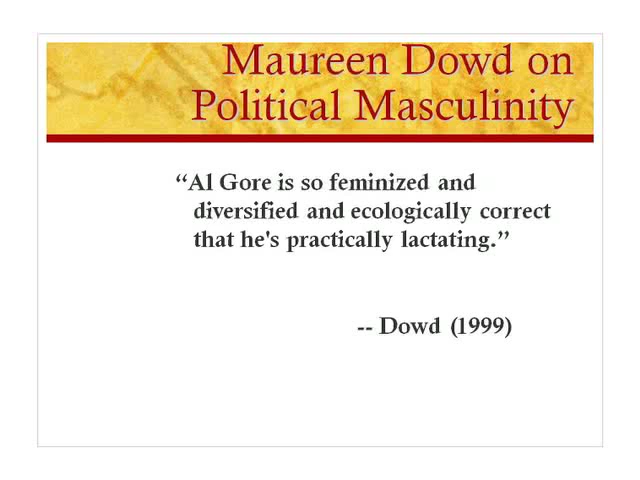 Maureen Dowd on
Political Masculinity
“Al Gore is so feminized and
diversified and ecologically correct
that he's practically lactating.”
-- Dowd (1999)